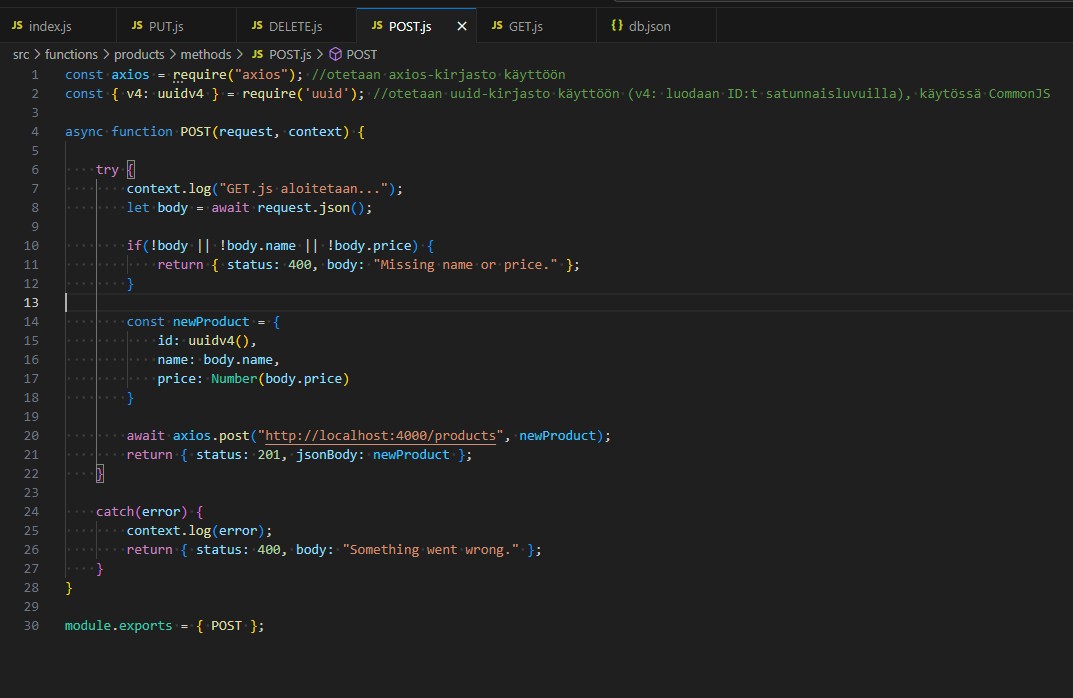 JS index.js JS PUT.js JS DELETE.js JS POST.js JS GET.js {} db.json
src > functions > products > methods > JS POST.js > POST
1 const axios = require("axios"); //otetaan axios-kirjasto käyttöön
2 const { v4: uuidv4 } = require('uuid'); //otetaan uuid-kirjasto käyttöön (v4: luodaan ID:t satunnaisluvuilla), käytössä CommonJS
3
4 async function POST(request, context) {
5
6     try {
7         context.log("GET.js aloitetaan...");
8         let body = await request.json();
9
10         if(!body || !body.name || !body.price) {
11             return { status: 400, body: "Missing name or price." };
12         }
13
14         const newProduct = {
15             id: uuidv4(),
16             name: body.name,
17             price: Number(body.price)
18         }
19
20         await axios.post("http://localhost:4000/products", newProduct);
21         return { status: 201, jsonBody: newProduct };
22     }
23
24     catch(error) {
25         context.log(error);
26         return { status: 400, body: "Something went wrong." };
27     }
28 }
29
30 module.exports = { POST };